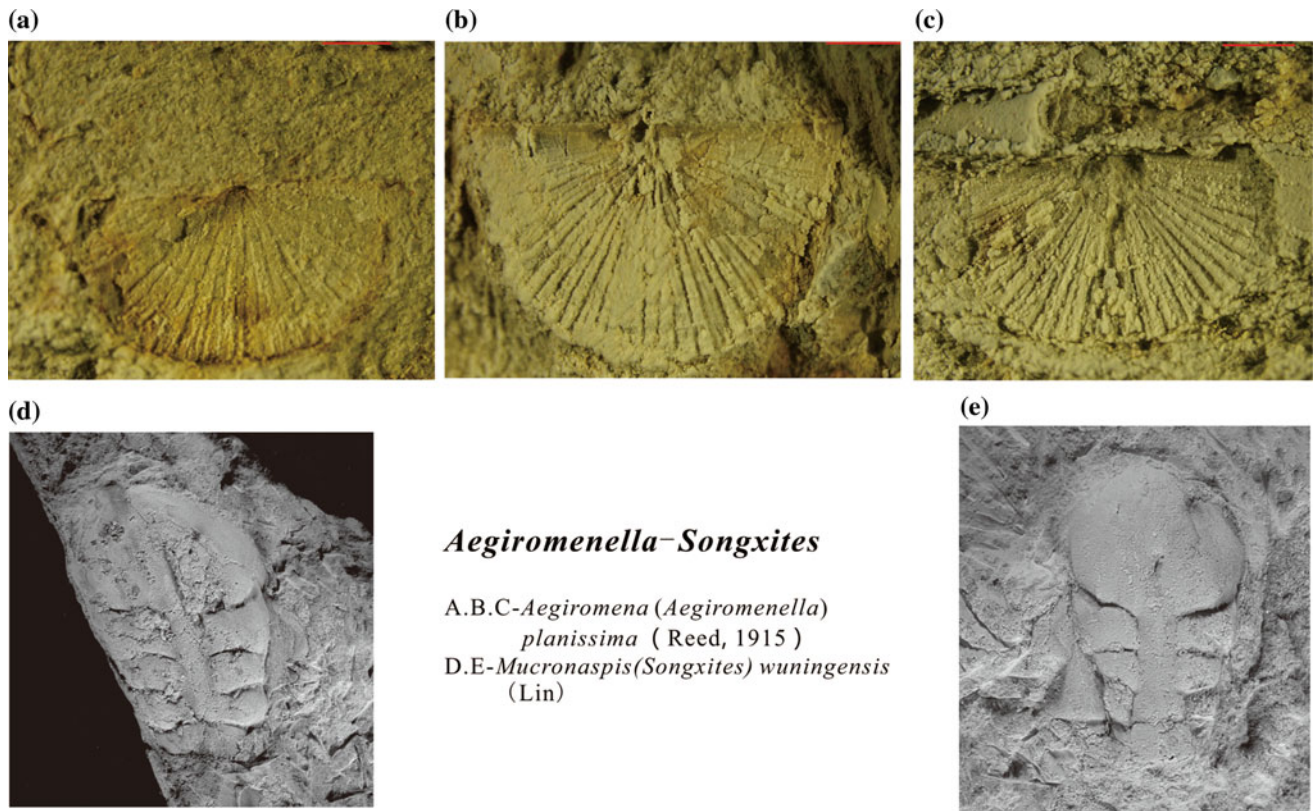 (a)
(b)
(c)
(d)
(e)
Aegiromenella-Songxites
A.B.C-Aegiromena (Aegiromenella)
planissima ( Reed, 1915 )
D.E-Mucronaspis(Songxites) wuningensis
(Lin)